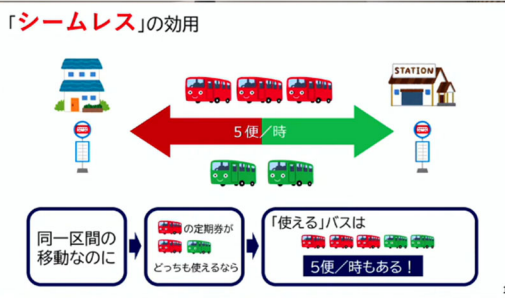 「シームレス」の効用
STATION
5便／時
同一区間の
移動なのに
の定期券が
どっちも使えるなら
「使える」バスは
5便／時もある！